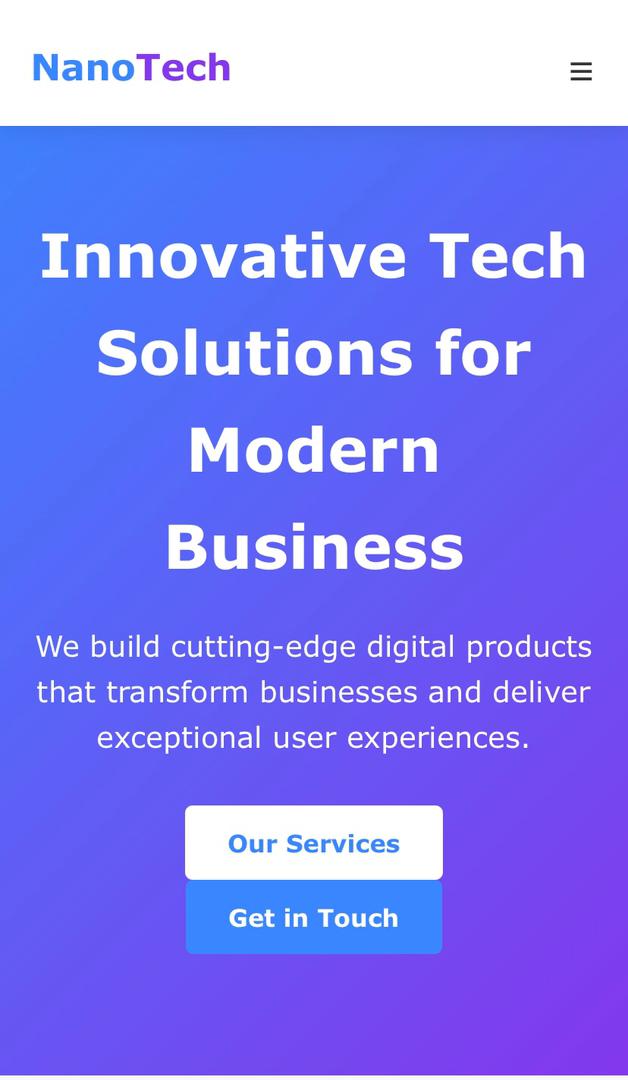 NanoTech
Innovative Tech
Solutions for
Modern
Business
We build cutting-edge digital products
that transform businesses and deliver
exceptional user experiences.
Our Services
Get in Touch